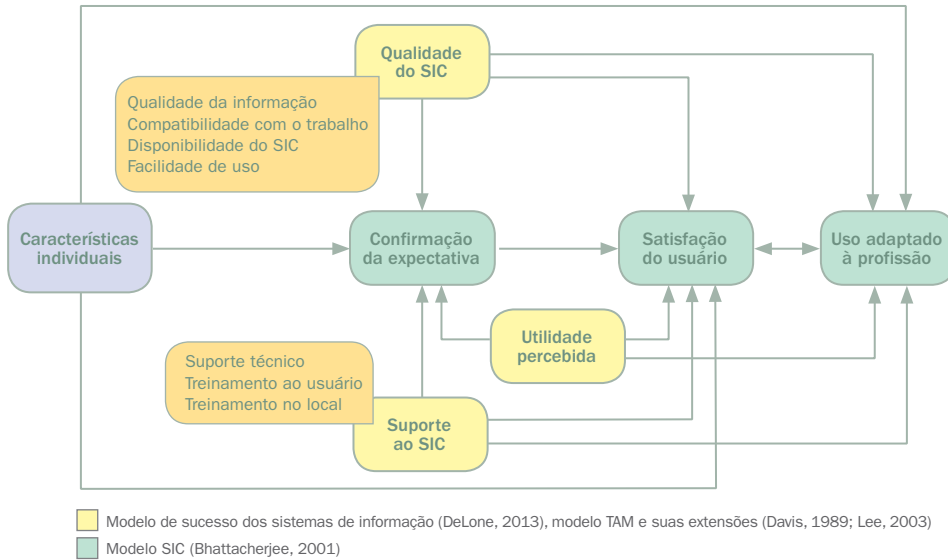 Qualidade
do SIC
Qualidade da informação
Compatibilidade com o trabalho
Disponibilidade do SIC
Facilidade de uso
Características
individuais
Confirmação
da expectativa
Satisfação
do usuário
Uso adaptado
à profissão
Utilidade
percebida
Suporte técnico
Treinamento ao usuário
Treinamento no local
Suporte
ao SIC
Modelo de sucesso dos sistemas de informação (DeLone, 2013), modelo TAM e suas extensões (Davis, 1989; Lee, 2003)
Modelo SIC (Bhattacherjee, 2001)